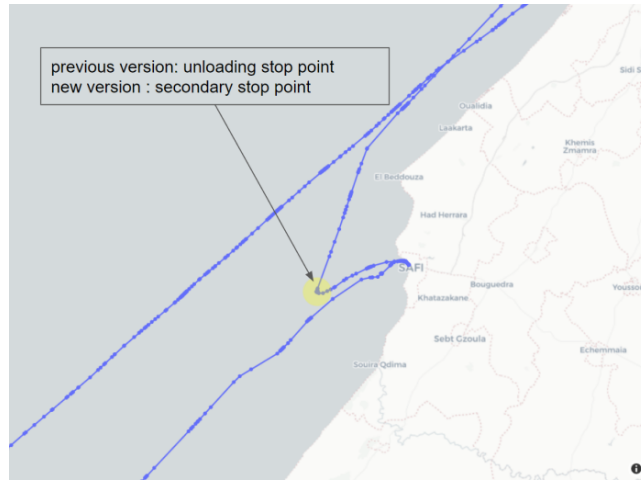 previous version: unloading stop point
new version : secondary stop point
Sidi S
Oualidia
Laakarta
Khemis
Zmamra
El Beddouza
Had Herrara
SAFI
Bouguedra
Youssou
Khatazakane
Sebt Gzoula
Echemmaia
Souira Qdima